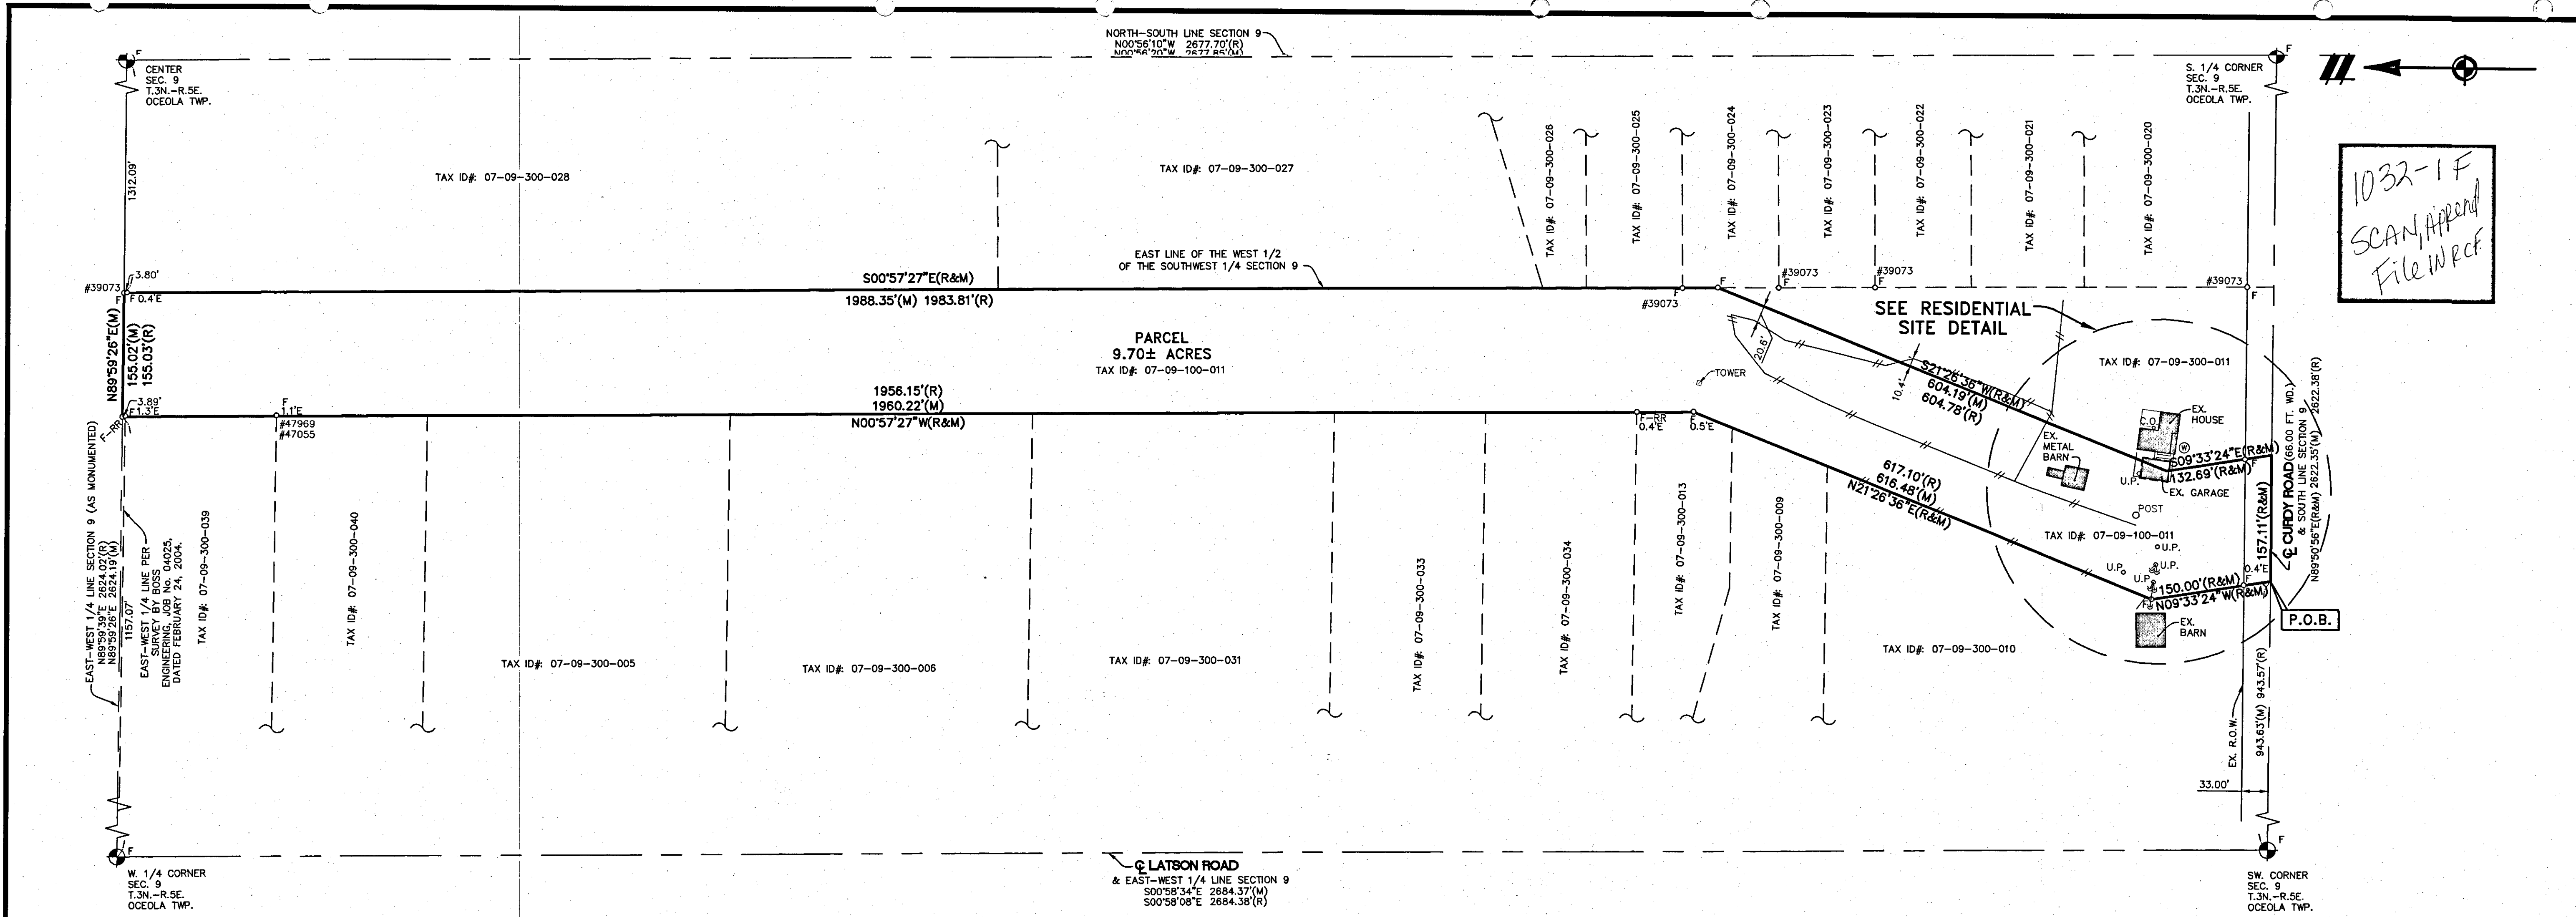 NORTH-SOUTH LINE SECTION 9
N00°56'10"W 2677.70'(R)
N00°56'20"W 2677.85'(M)
F
CENTER
SEC. 9
T.3N.-R.5E.
OCEOLA TWP.
F
S. 1/4 CORNER
SEC. 9
T.3N.-R.5E.
OCEOLA TWP.
1032-1F
SCAN, Append
File IN RCF
1312.09'
TAX ID#: 07-09-300-028
TAX ID#: 07-09-300-027
TAX ID#: 07-09-300-026
TAX ID#: 07-09-300-025
TAX ID#: 07-09-300-024
TAX ID#: 07-09-300-023
TAX ID#: 07-09-300-022
TAX ID#: 07-09-300-021
TAX ID#: 07-09-300-020
EAST LINE OF THE WEST 1/2
OF THE SOUTHWEST 1/4 SECTION 9
3.80'
#39073
F
F 0.4'E
S00°57'27"E(R&M)
1988.35'(M) 1983.81'(R)
F
#39073
#39073
F
#39073
F
#39073
F
SEE RESIDENTIAL
SITE DETAIL
N89°59'26"E(M)
155.02'(M)
155.03'(R)
PARCEL
9.70± ACRES
TAX ID#: 07-09-100-011
TOWER
20.6'
10.4'
S21°26'36"W(R&M)
604.19'(M)
604.78'(R)
TAX ID#: 07-09-300-011
EX.
HOUSE
C.O.
W
EX.
METAL
BARN
U.P.
EX. GARAGE
S09°33'24"E(R&M)
132.69'(R&M)
F
POST
3.89'
F1.3'E
F-RR
F
1.1'E
#47969
#47055
1956.15'(R)
1960.22'(M)
N00°57'27"W(R&M)
F-RR
0.4'E
F
0.5'E
617.10'(R)
616.48'(M)
N21°26'36"E(R&M)
TAX ID#: 07-09-100-011
U.P.
U.P.
U.P.
U.P.
150.00'(R&M)
N09°33'24"W(R&M)
F
F
0.4'E
157.11'(R&M)
℄ CURDY ROAD (66.00 FT. WD.)
& SOUTH LINE SECTION 9
N89°50'56"E(R&M) 2622.35'(M) 2622.38'(R)
P.O.B.
EX.
BARN
EAST-WEST 1/4 LINE SECTION 9 (AS MONUMENTED)
N89°59'39"E 2624.02'(R)
N89°59'26"E 2624.19'(M)
1157.07'
EAST-WEST 1/4 LINE PER
SURVEY BY BOSS
ENGINEERING, JOB No. 04025,
DATED FEBRUARY 24, 2004.
TAX ID#: 07-09-300-039
TAX ID#: 07-09-300-040
TAX ID#: 07-09-300-005
TAX ID#: 07-09-300-006
TAX ID#: 07-09-300-031
TAX ID#: 07-09-300-033
TAX ID#: 07-09-300-034
TAX ID#: 07-09-300-013
TAX ID#: 07-09-300-009
TAX ID#: 07-09-300-010
EX. R.O.W.
943.63'(M) 943.57'(R)
33.00'
F
W. 1/4 CORNER
SEC. 9
T.3N.-R.5E.
OCEOLA TWP.
℄ LATSON ROAD
& EAST-WEST 1/4 LINE SECTION 9
S00°58'34"E 2684.37'(M)
S00°58'08"E 2684.38'(R)
F
SW. CORNER
SEC. 9
T.3N.-R.5E.
OCEOLA TWP.